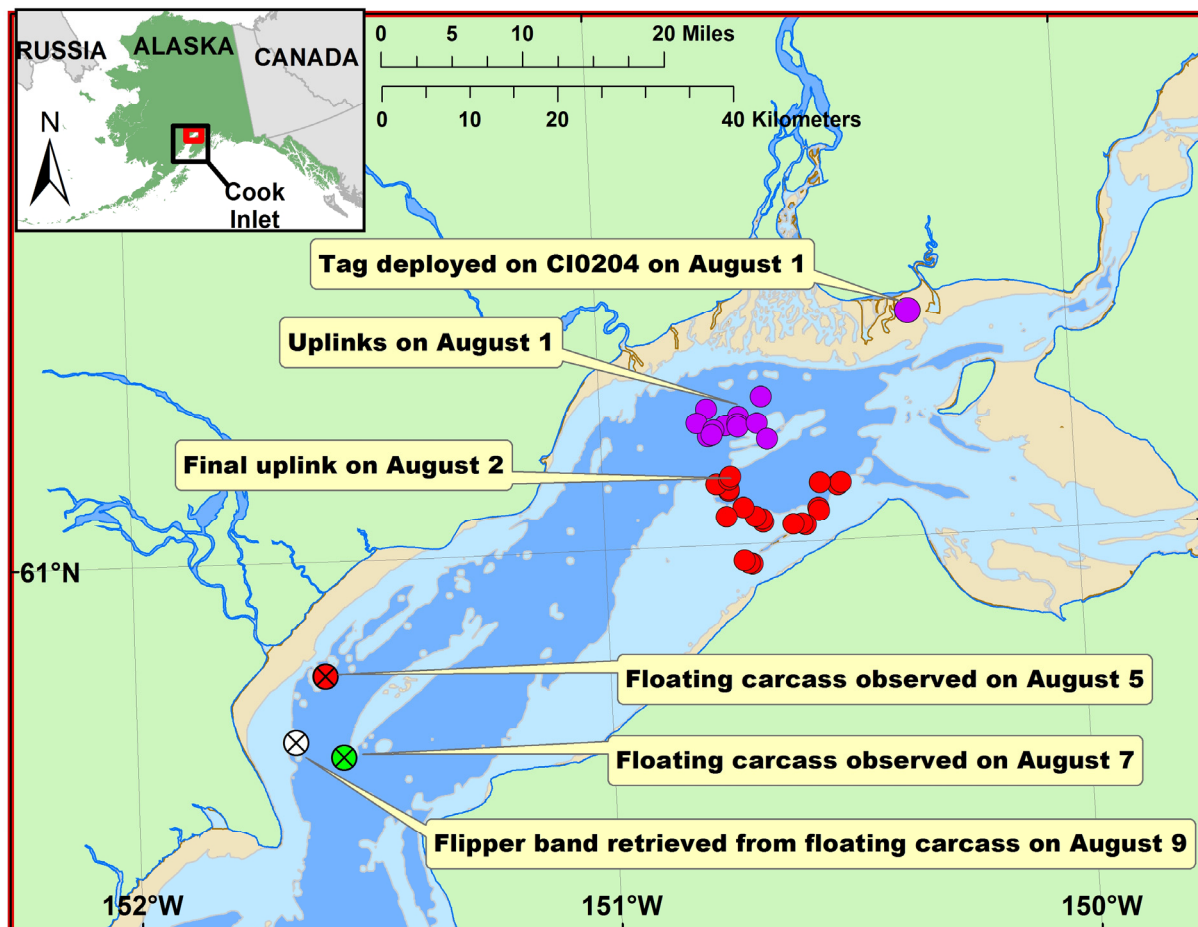 RUSSIA
ALASKA
CANADA
N
Cook
Inlet
0 5 10 20 Miles
0 10 20 40 Kilometers
Tag deployed on CI0204 on August 1
Uplinks on August 1
Final uplink on August 2
61°N
Floating carcass observed on August 5
Floating carcass observed on August 7
Flipper band retrieved from floating carcass on August 9
152°W 151°W 150°W